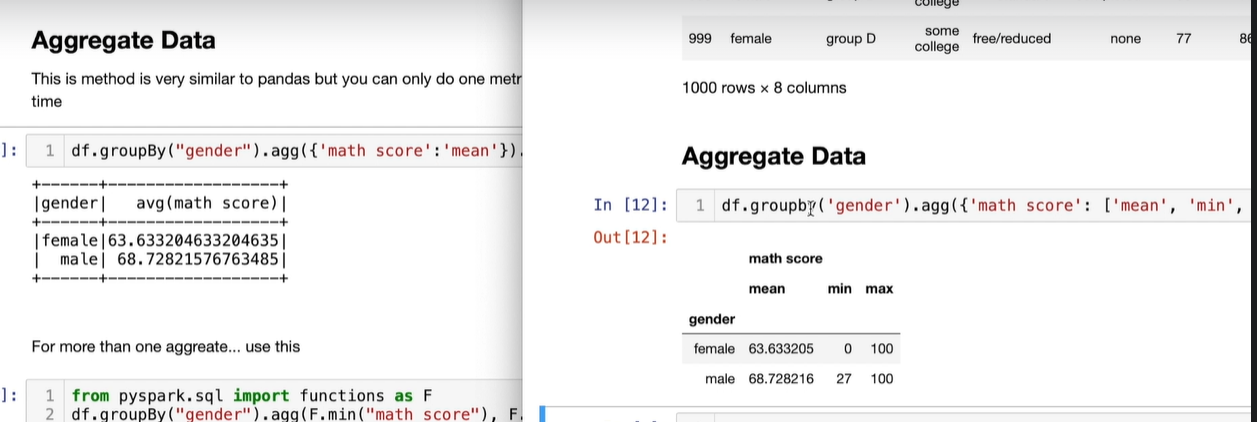 Aggregate Data
This is method is very similar to pandas but you can only do one metr
time
]: 1 df.groupBy("gender").agg({'math score':'mean'}).
+------+-------------------+
|gender|   avg(math score)|
+------+-------------------+
|female|63.633204633204635|
|  male| 68.72821576763485|
+------+-------------------+
For more than one aggreate... use this
]: 1 from pyspark.sql import functions as F
2 df.groupBy("gender").agg(F.min("math score"), F.
college
999 female group D some college free/reduced none 77 86
1000 rows × 8 columns
Aggregate Data
In [12]: 1 df.groupby('gender').agg({'math score': ['mean', 'min',
Out[12]:
math score
mean min max
gender
female 63.633205 0 100
male 68.728216 27 100